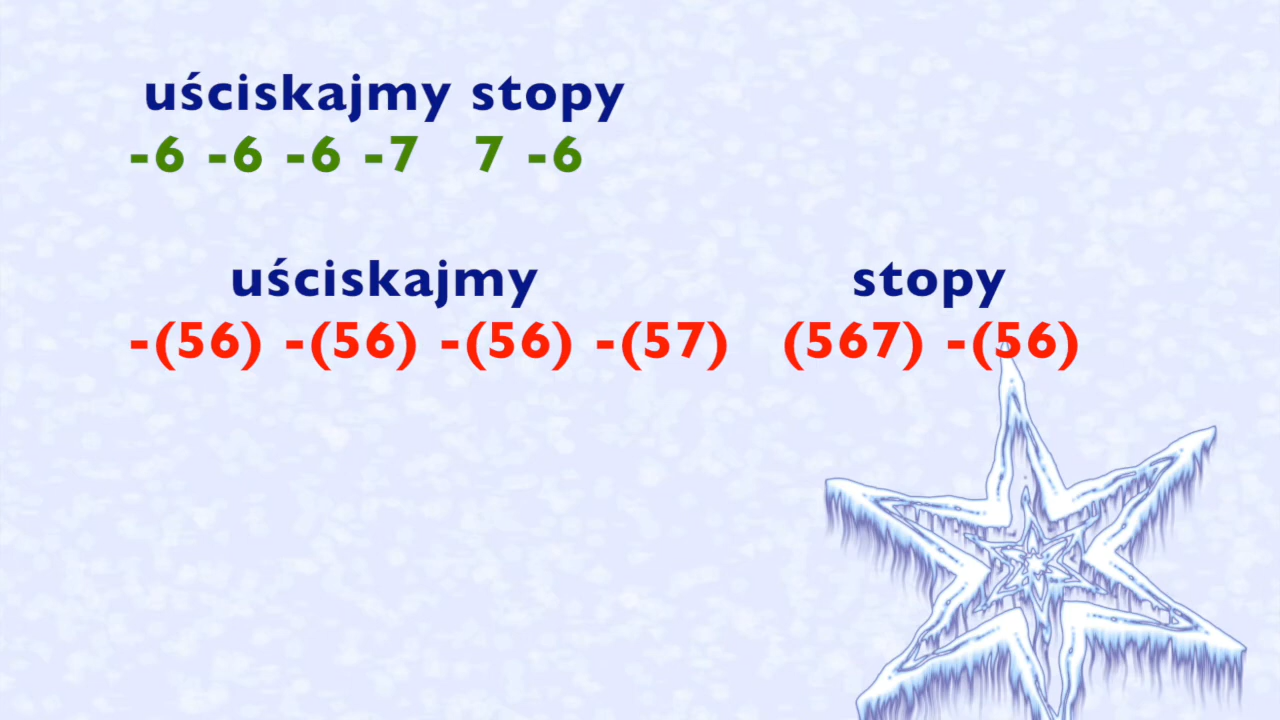 uściskajmy stopy
-6 -6 -6 -7 7 -6
uściskajmy stopy
-(56) -(56) -(56) -(57) (567) -(56)